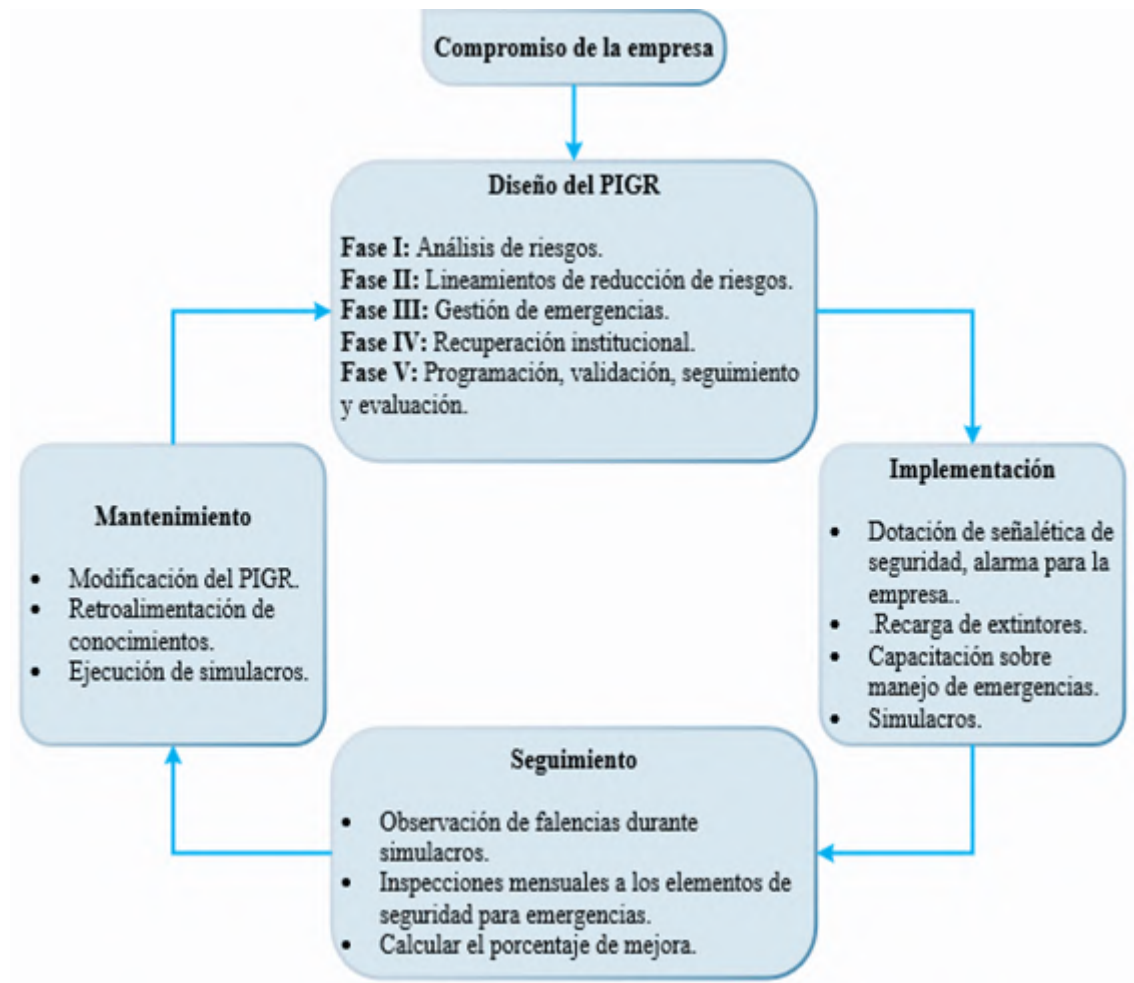 Compromiso de la empresa
Diseño del PIGR
Fase I: Análisis de riesgos.
Fase II: Lineamientos de reducción de riesgos.
Fase III: Gestión de emergencias.
Fase IV: Recuperación institucional.
Fase V: Programación, validación, seguimiento
y evaluación.
Implementación
• Dotación de señalética de
seguridad, alarma para la
empresa..
• .Recarga de extintores.
• Capacitación sobre
manejo de emergencias.
• Simulacros.
Seguimiento
• Observación de falencias durante
simulacros.
• Inspecciones mensuales a los elementos de
seguridad para emergencias.
• Calcular el porcentaje de mejora.
Mantenimiento
• Modificación del PIGR.
• Retroalimentación de
conocimientos.
• Ejecución de simulacros.